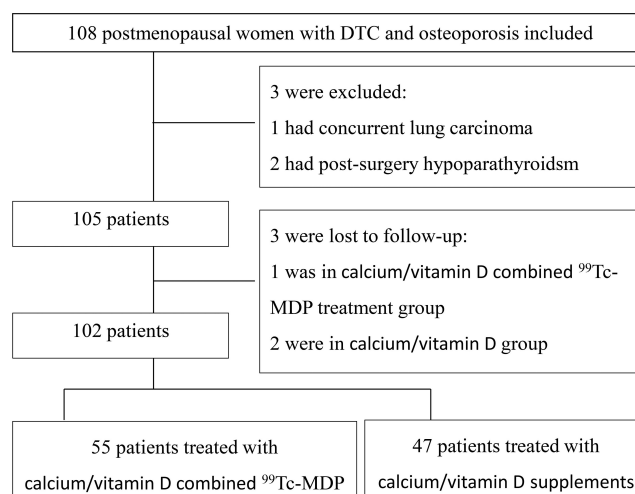 108 postmenopausal women with DTC and osteoporosis included
3 were excluded:
1 had concurrent lung carcinoma
2 had post-surgery hypoparathyroidsm
105 patients
3 were lost to follow-up:
1 was in calcium/vitamin D combined ⁹⁹Tc-
MDP treatment group
2 were in calcium/vitamin D group
102 patients
55 patients treated with
calcium/vitamin D combined ⁹⁹Tc-MDP
47 patients treated with
calcium/vitamin D supplements